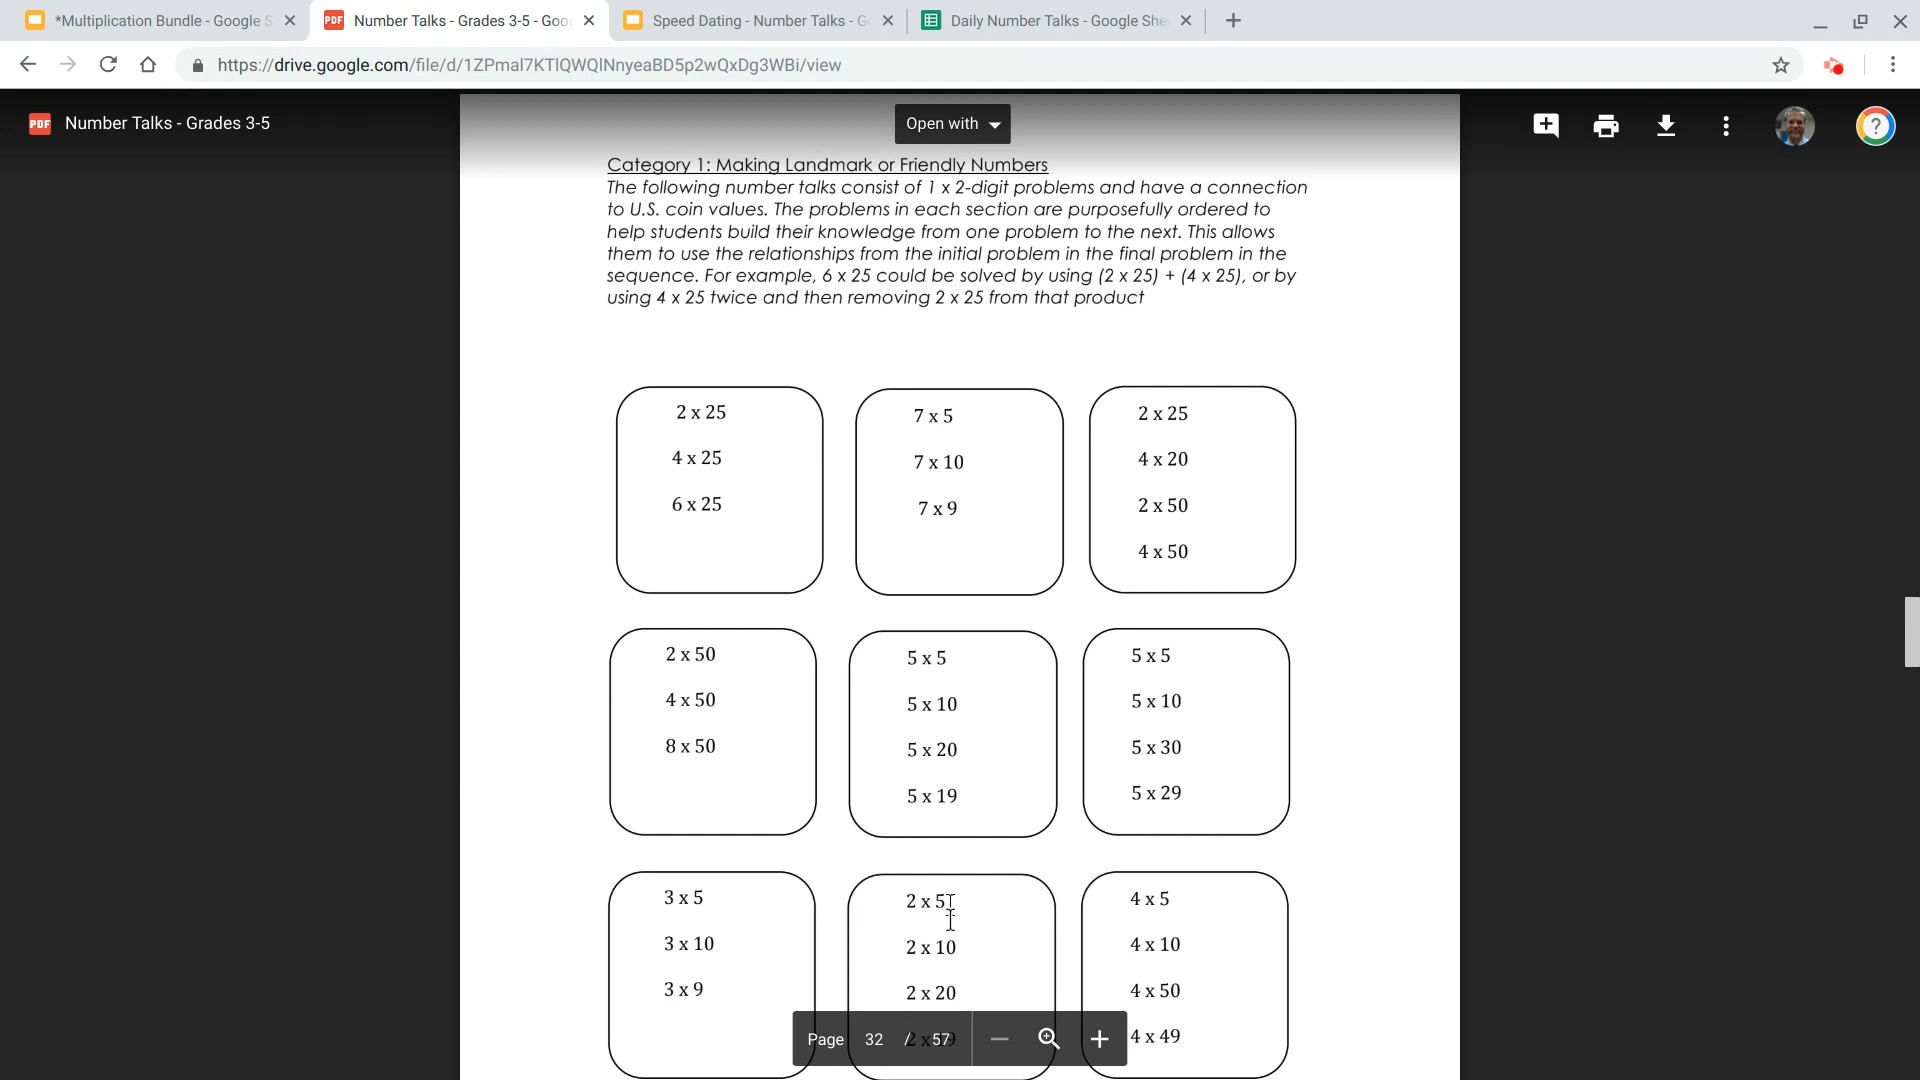 *Multiplication Bundle - Google S
Number Talks - Grades 3-5 - Goo
Speed Dating - Number Talks - G
Daily Number Talks - Google She
https://drive.google.com/file/d/1ZPmal7KTlQWQlNnyeaBD5p2wQxDg3WBi/view
PDF Number Talks - Grades 3-5
Open with
Category 1: Making Landmark or Friendly Numbers
The following number talks consist of 1 x 2-digit problems and have a connection
to U.S. coin values. The problems in each section are purposefully ordered to
help students build their knowledge from one problem to the next. This allows
them to use the relationships from the initial problem in the final problem in the
sequence. For example, 6 x 25 could be solved by using (2 x 25) + (4 x 25), or by
using 4 x 25 twice and then removing 2 x 25 from that product
2 x 25
4 x 25
6 x 25
7 x 5
7 x 10
7 x 9
2 x 25
4 x 20
2 x 50
4 x 50
2 x 50
4 x 50
8 x 50
5 x 5
5 x 10
5 x 20
5 x 19
5 x 5
5 x 10
5 x 30
5 x 29
3 x 5
3 x 10
3 x 9
2 x 5
2 x 10
2 x 20
4 x 5
4 x 10
4 x 50
4 x 49
Page 32 / 57